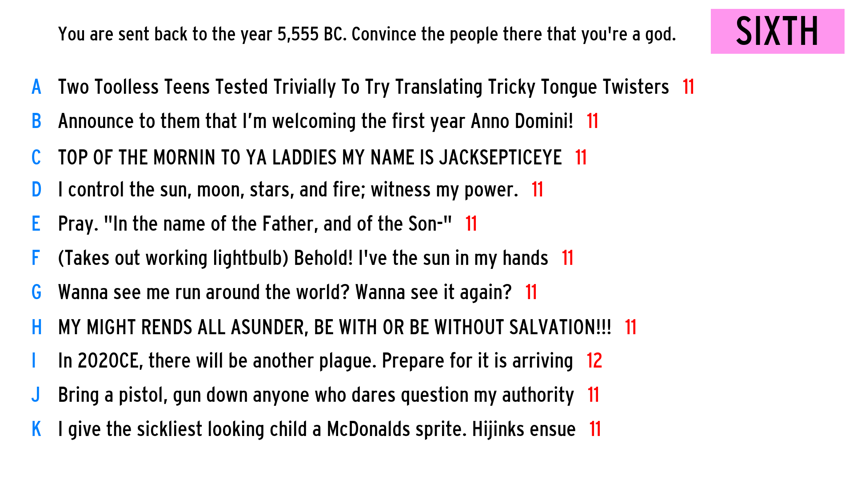 You are sent back to the year 5,555 BC. Convince the people there that you're a god. SIXTH
A Two Toolless Teens Tested Trivially To Try Translating Tricky Tongue Twisters 11
B Announce to them that I'm welcoming the first year Anno Domini! 11
C TOP OF THE MORNIN TO YA LADDIES MY NAME IS JACKSEPTICEYE 11
D I control the sun, moon, stars, and fire; witness my power. 11
E Pray. "In the name of the Father, and of the Son-" 11
F (Takes out working lightbulb) Behold! I've the sun in my hands 11
G Wanna see me run around the world? Wanna see it again? 11
H MY MIGHT RENDS ALL ASUNDER, BE WITH OR BE WITHOUT SALVATION!!! 11
I In 2020CE, there will be another plague. Prepare for it is arriving 12
J Bring a pistol, gun down anyone who dares question my authority 11
K I give the sickliest looking child a McDonalds sprite. Hijinks ensue 11